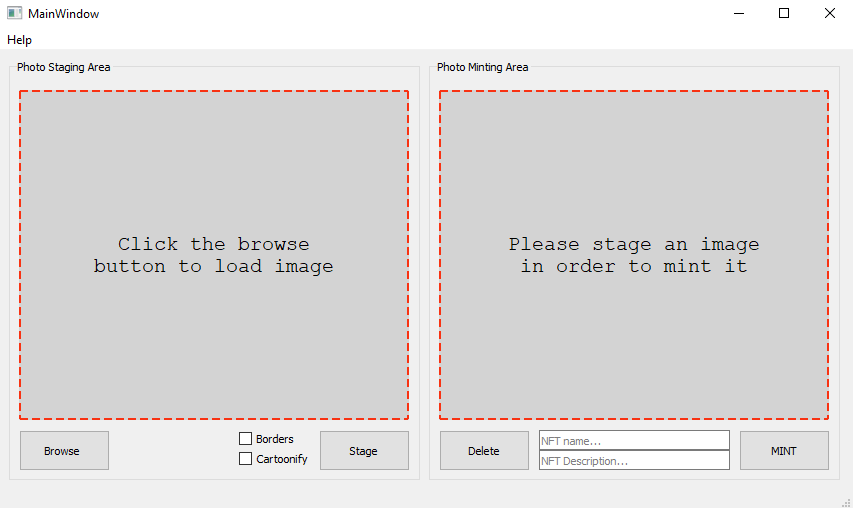 MainWindow
Help
Photo Staging Area
Click the browse
button to load image
Browse
Borders
Cartoonify
Stage
Photo Minting Area
Please stage an image
in order to mint it
Delete
NFT name...
NFT Description...
MINT